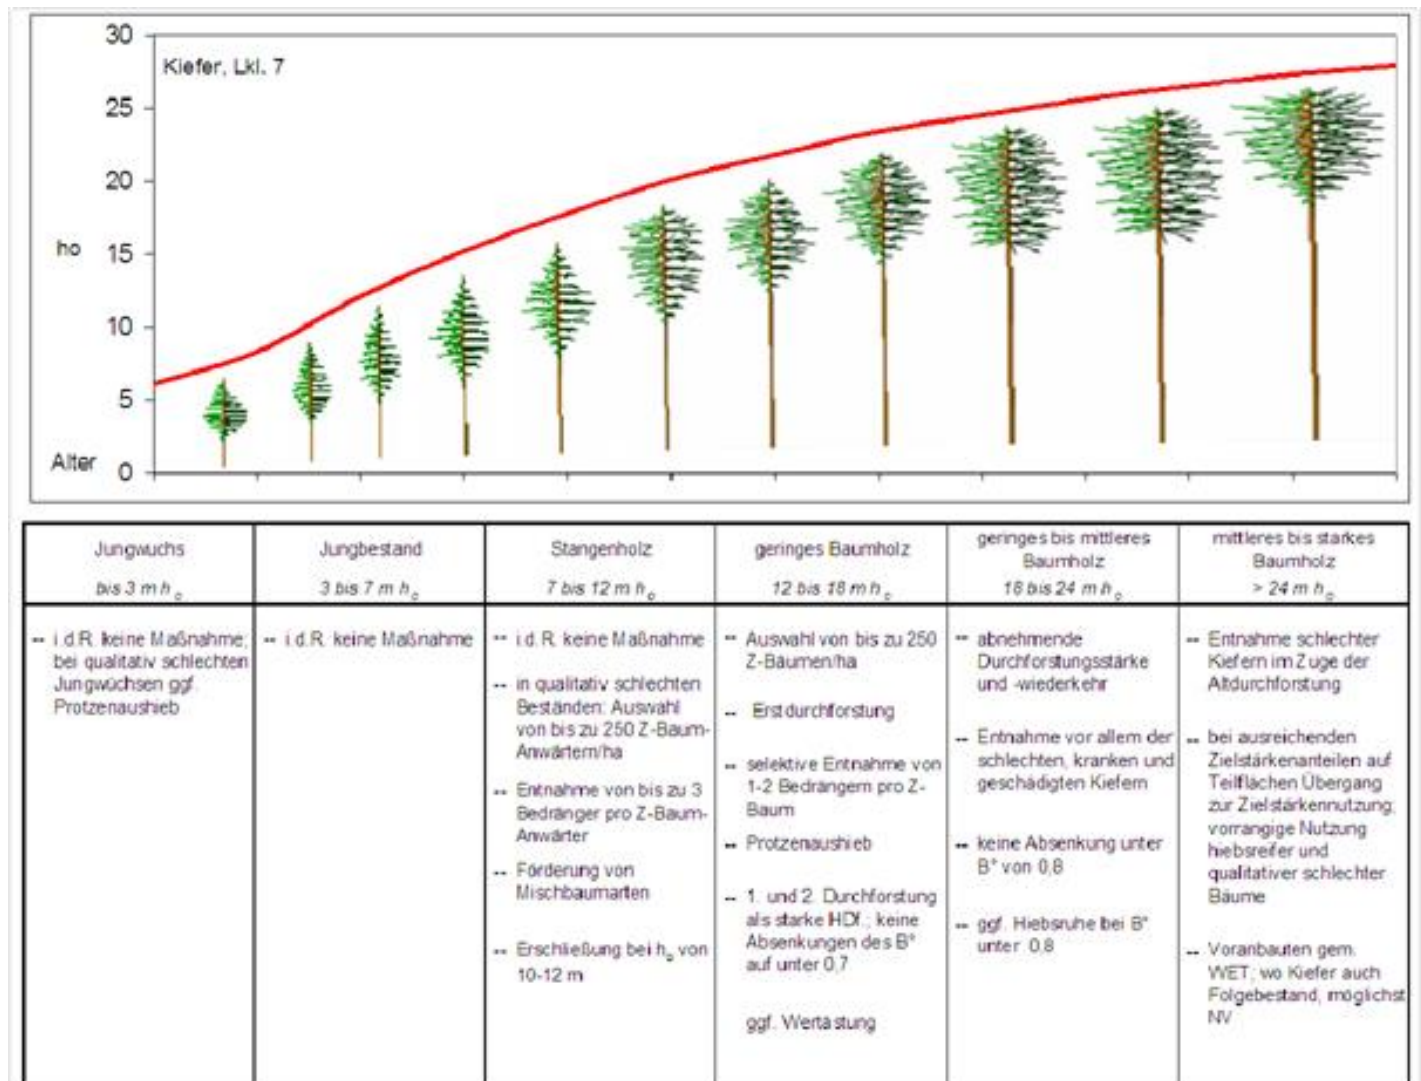 30
Kiefer, Lkl. 7
25
20
ho
15
10
5
Alter
0
Jungwuchs
bis 3 m ho
Jungbestand
3 bis 7 m ho
Stangenholz
7 bis 12 m ho
geringes Baumholz
12 bis 18 m ho
geringes bis mittleres
Baumholz
18 bis 24 m ho
mittleres bis starkes
Baumholz
> 24 m ho
-- i.d.R. keine Maßnahme;
bei qualitativ schlechten
Jungwüchsen ggf.
Protzenaushieb
-- i.d.R. keine Maßnahme
-- i.d.R. keine Maßnahme
-- in qualitativ schlechten
Beständen: Auswahl
von bis zu 250 Z-Baum-
Anwärtern/ha
-- Entnahme von bis zu 3
Bedränger pro Z-Baum-
Anwärter
-- Förderung von
Mischbaumarten
-- Erschließung bei ho von
10-12 m
-- Auswahl von bis zu 250
Z-Bäumen/ha
-- Erstdurchforstung
-- selektive Entnahme von
1-2 Bedrängern pro Z-
Baum
-- Protzenaushieb
-- 1. und 2. Durchforstung
als starke HDf.; keine
Absenkungen des B°
auf unter 0,7
ggf. Wertästung
-- abnehmende
Durchforstungsstärke
und -wiederkehr
-- Entnahme vor allem der
schlechten, kranken und
geschädigten Kiefern
-- keine Absenkung unter
B° von 0,8
-- ggf. Hiebsruhe bei B°
unter 0,8
-- Entnahme schlechter
Kiefern im Zuge der
Altdurchforstung
-- bei ausreichenden
Zielstärkenanteilen auf
Teilflächen Übergang
zur Zielstärkennutzung;
vorrangige Nutzung
hiebsreifer und
qualitativer schlechter
Bäume
-- Voranbauten gem.
WET; wo Kiefer auch
Folgebestand, möglichst
NV